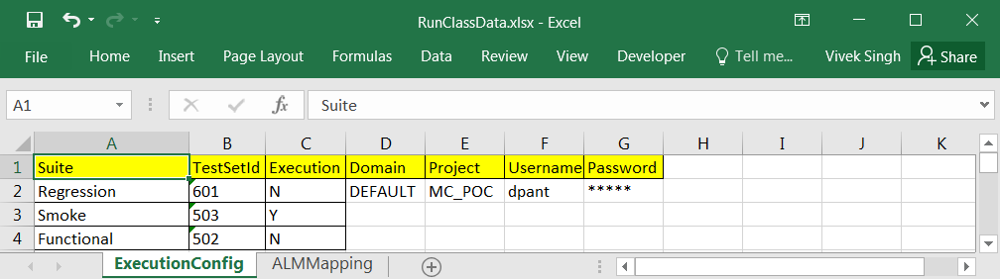 RunClassData.xlsx - Excel
File Home Insert Page Layout Formulas Data Review View Developer Tell me... Vivek Singh Share
A1 fx Suite
A B C D E F G H I J K
1 Suite TestSetId Execution Domain Project Username Password
2 Regression 601 N DEFAULT MC_POC dpant *****
3 Smoke 503 Y
4 Functional 502 N
ExecutionConfig ALMMapping